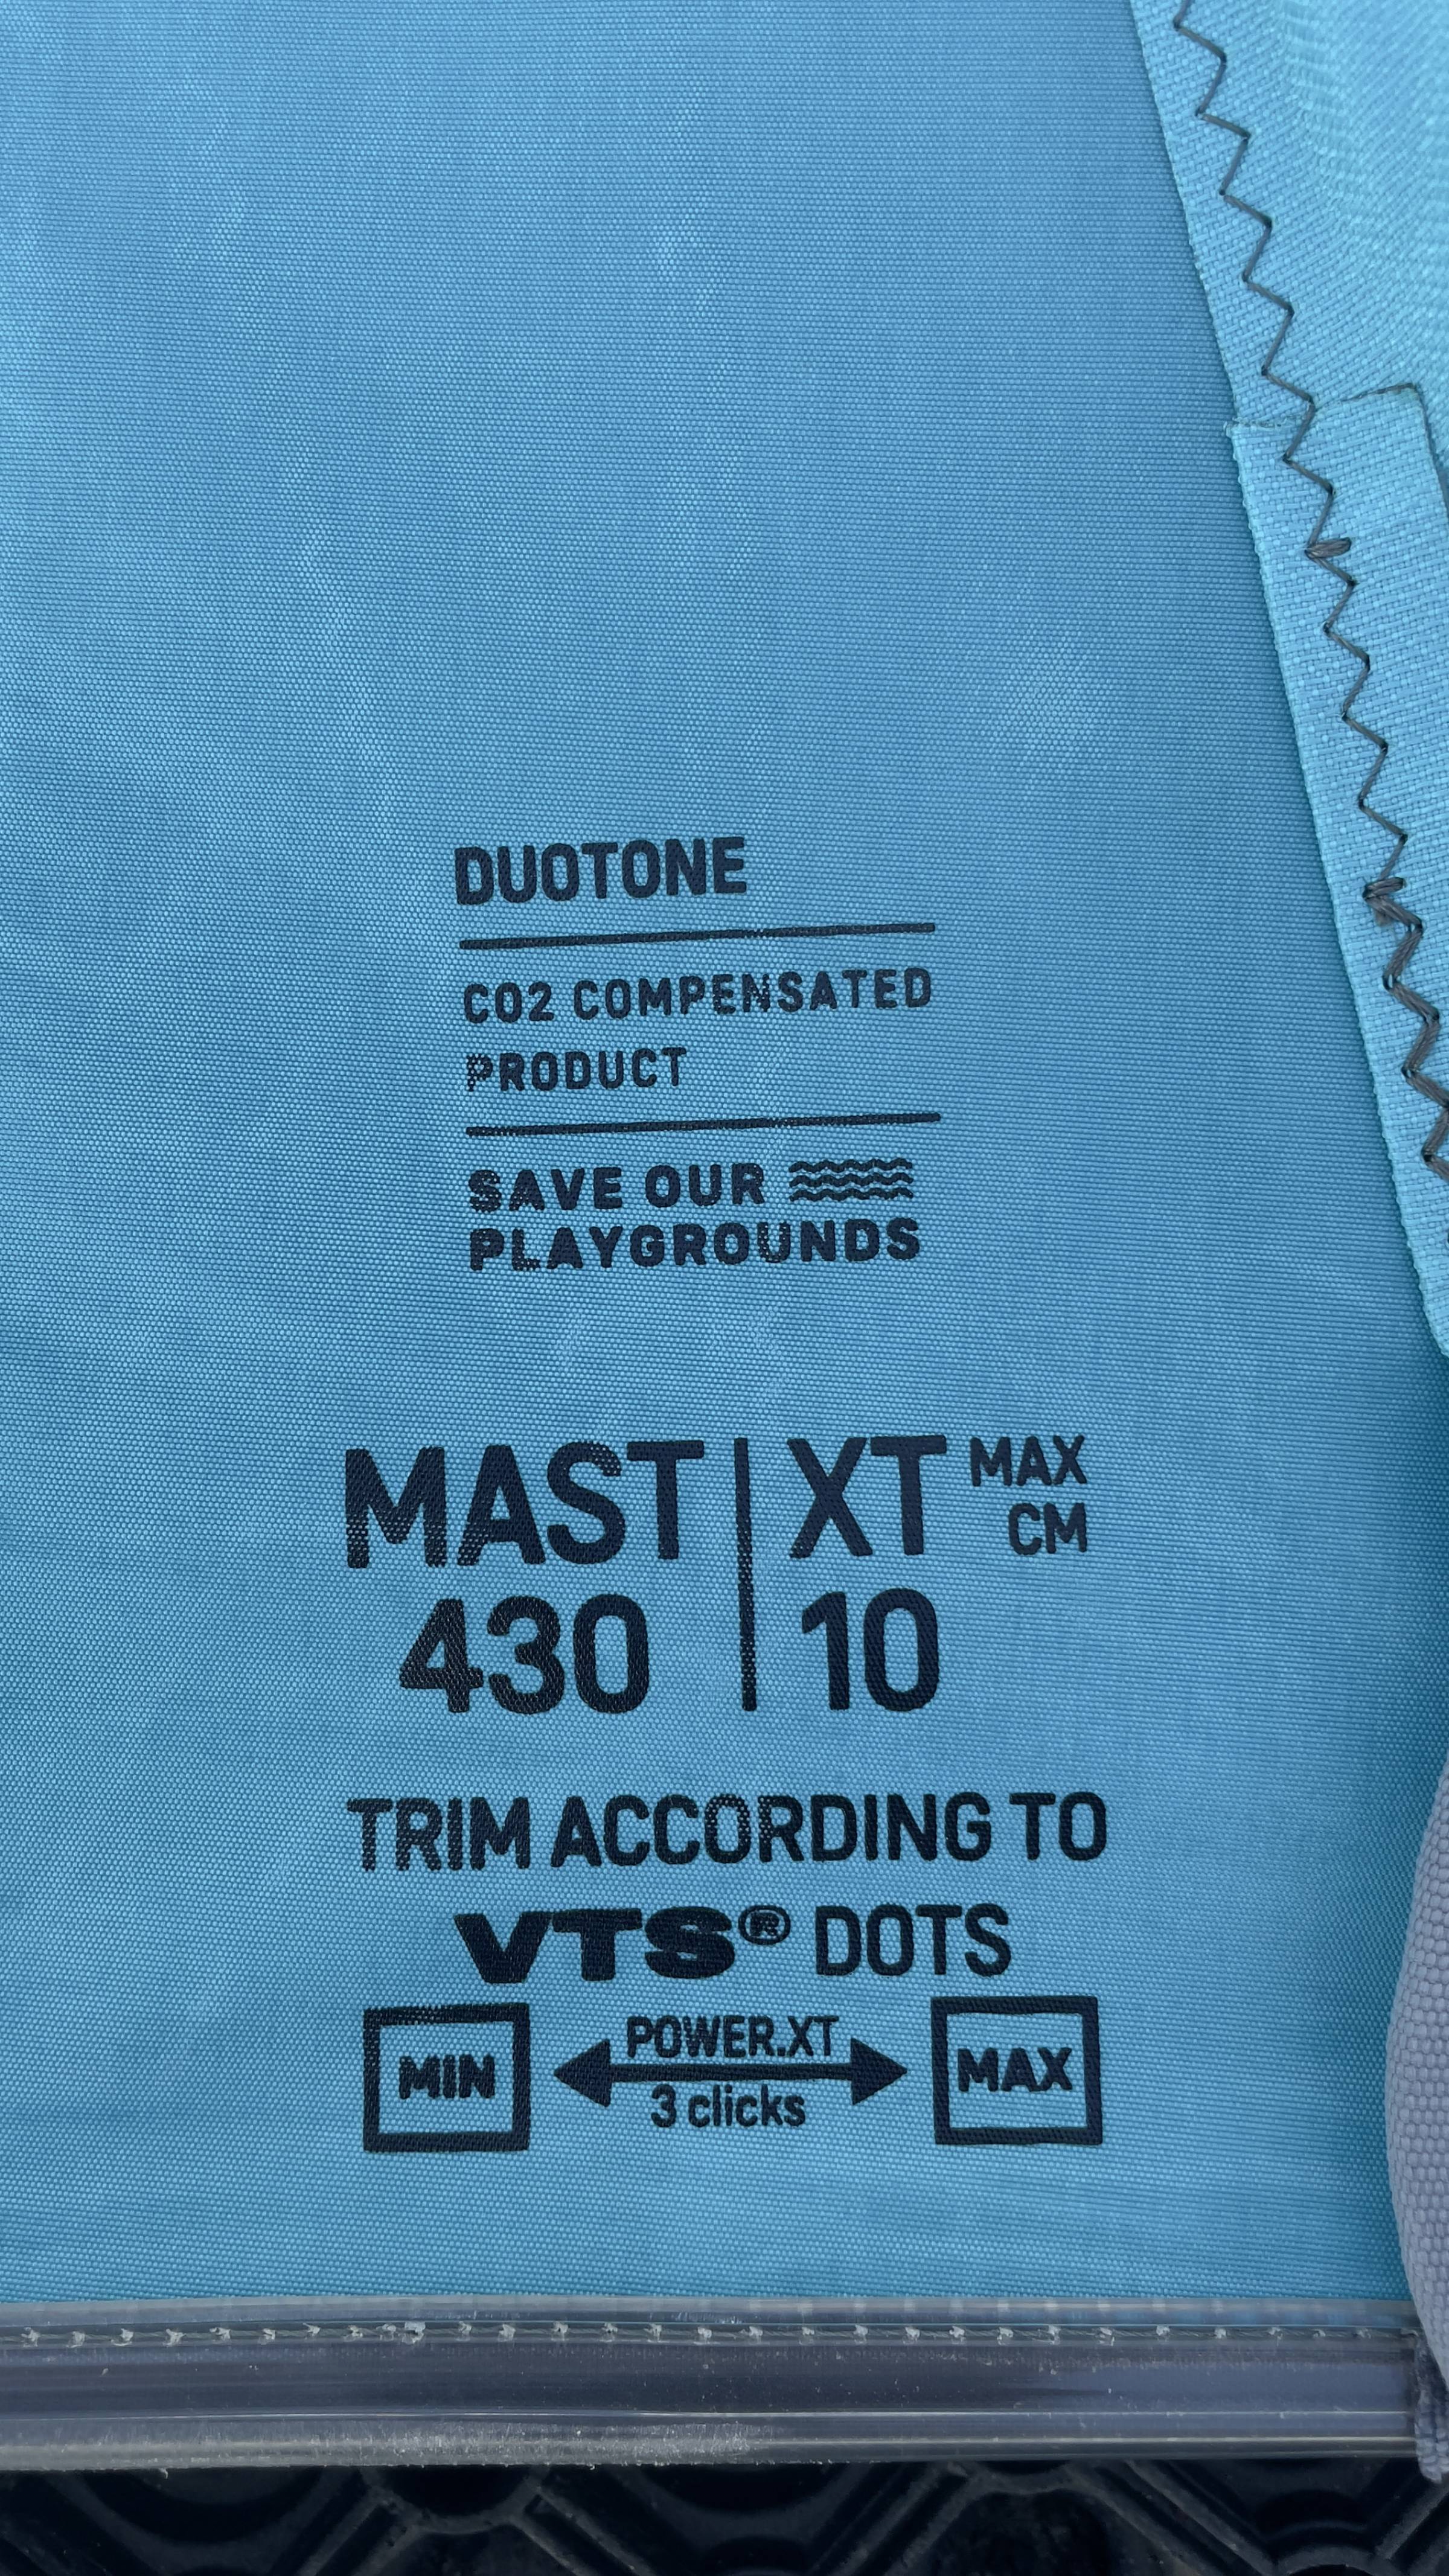 DUOTONE
CO2 COMPENSATED
PRODUCT
SAVE OUR
PLAYGROUNDS
MAST | XT MAX CM
430 | 10
TRIM ACCORDING TO
VTS® DOTS
MIN POWER.XT MAX
3 clicks